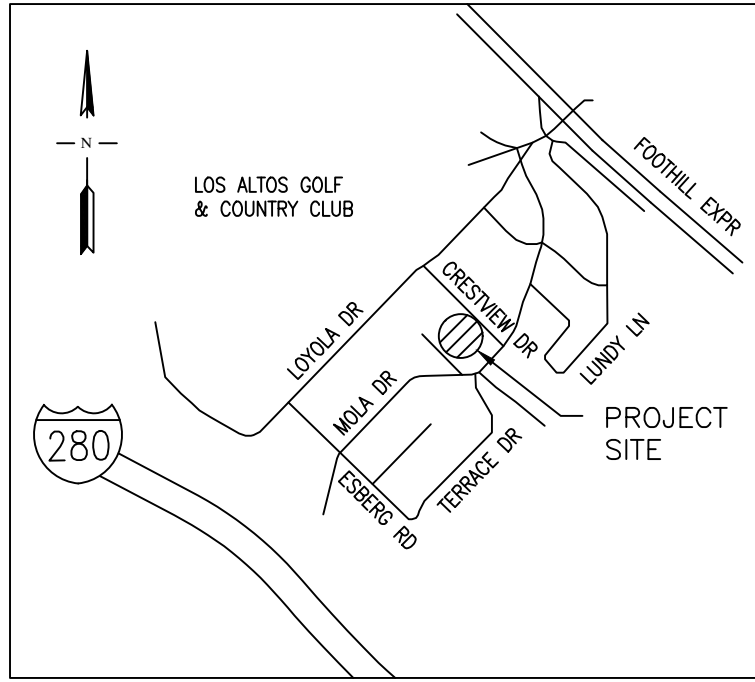 N
LOS ALTOS GOLF
& COUNTRY CLUB
FOOTHILL EXPR
CRESTVIEW DR
LOYOLA DR
LUNDY LN
MOLA DR
PROJECT
SITE
280
TERRACE DR
ESBERG RD